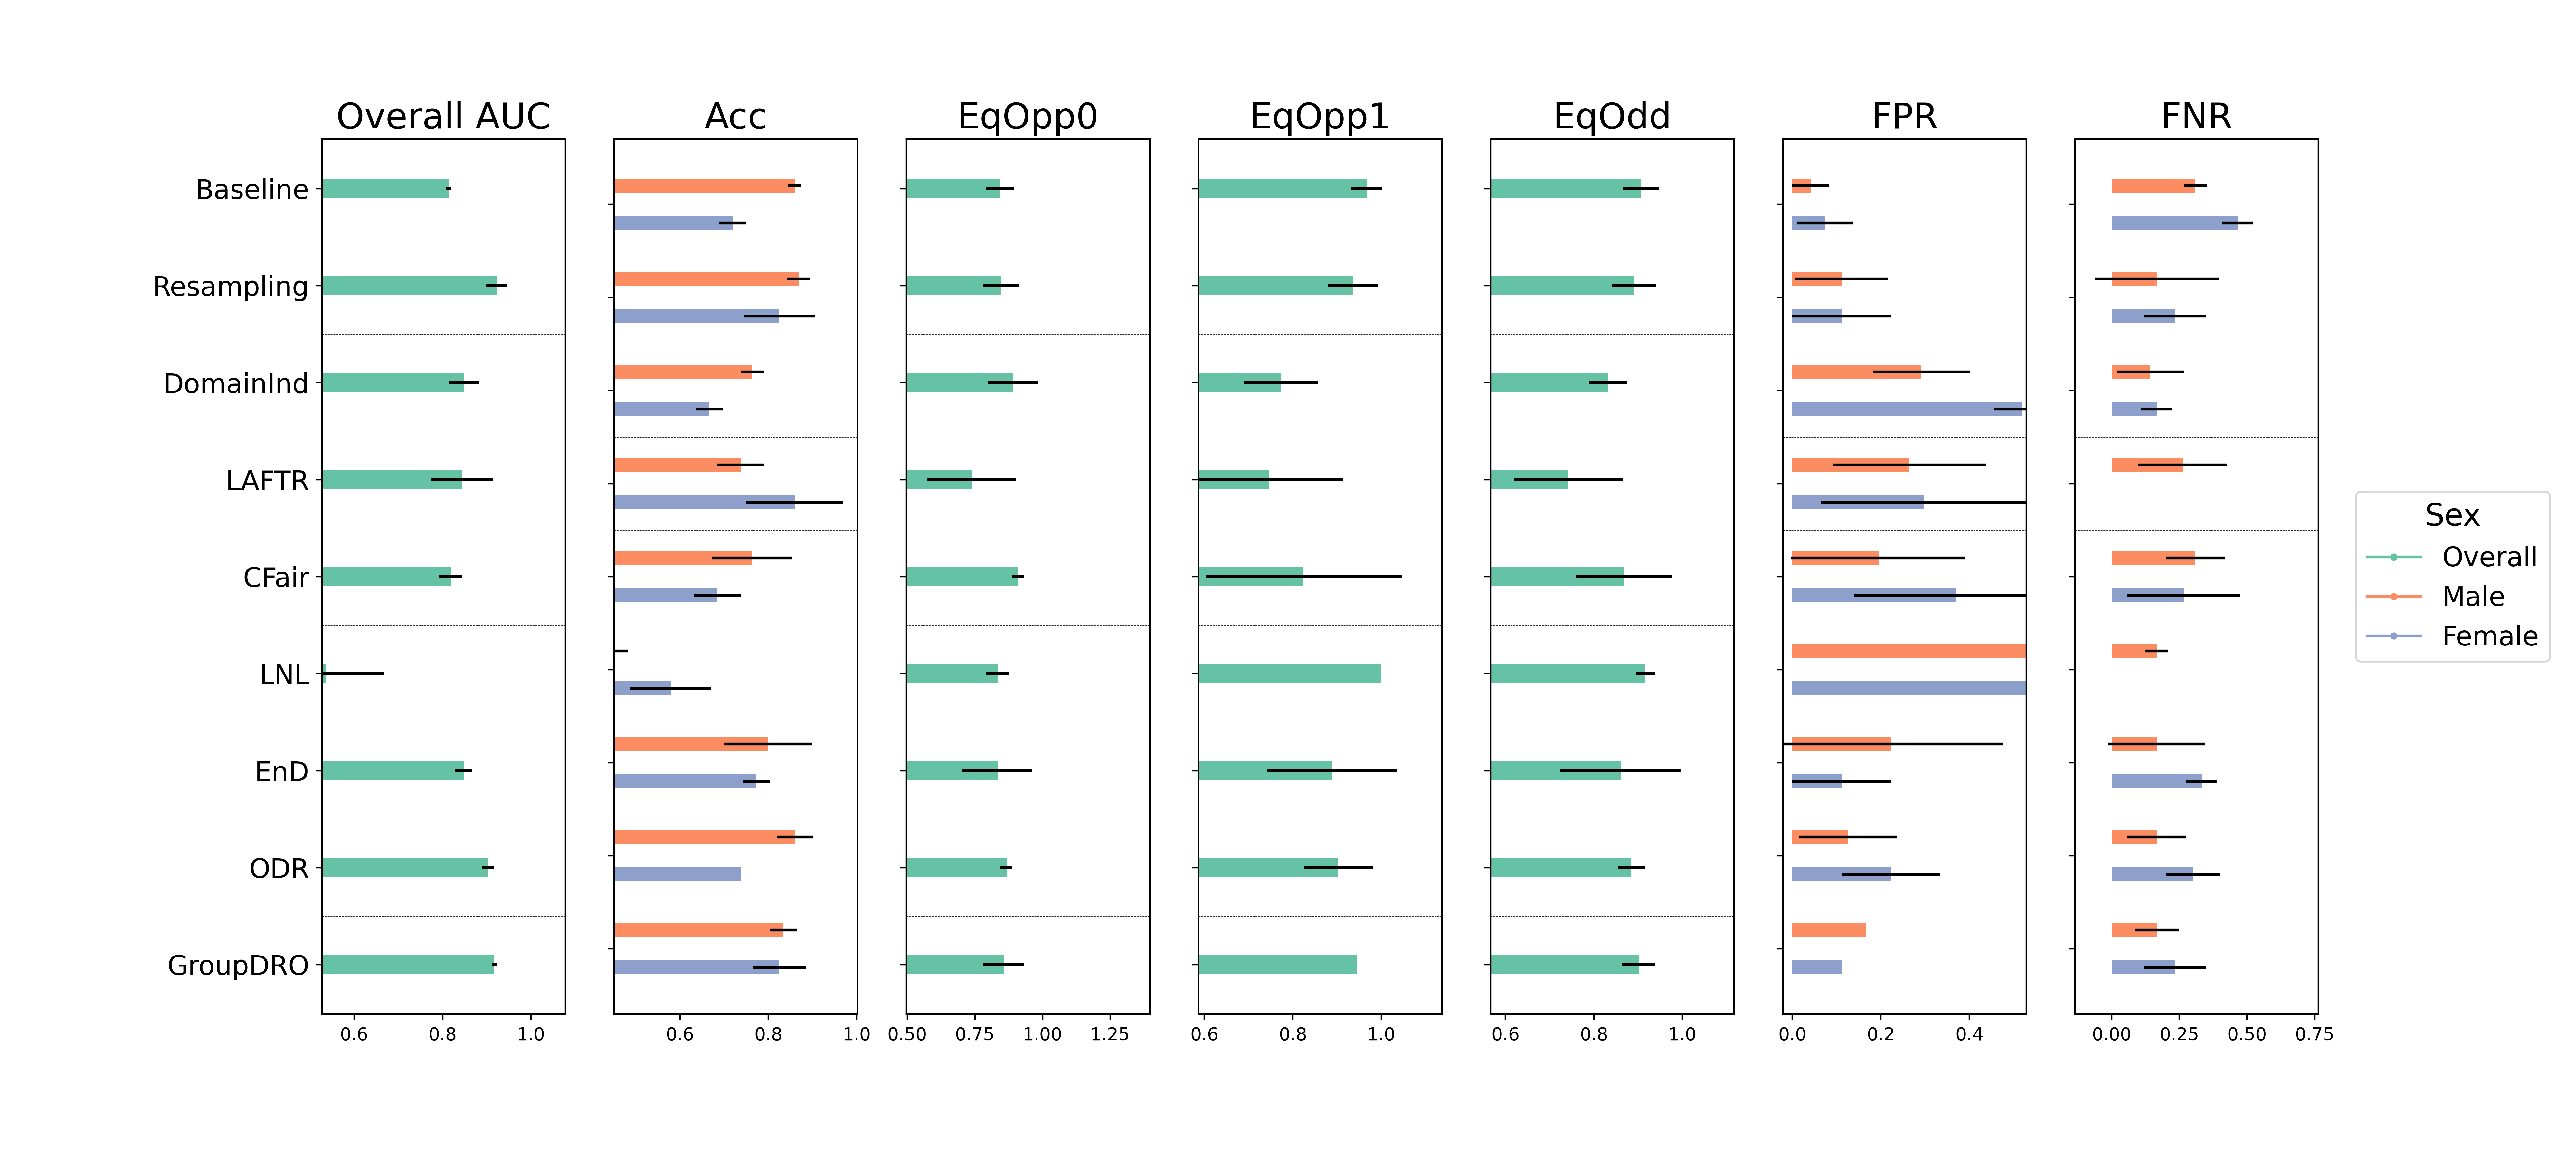 Overall AUC
Acc
EqOpp0
EqOpp1
EqOdd
FPR
FNR
Baseline
Resampling
DomainInd
LAFTR
CFair
LNL
EnD
ODR
GroupDRO
0.6 0.8 1.0
0.6 0.8 1.0
0.50 0.75 1.00 1.25
0.6 0.8 1.0
0.6 0.8 1.0
0.0 0.2 0.4
0.00 0.25 0.50 0.75
Sex
Overall
Male
Female